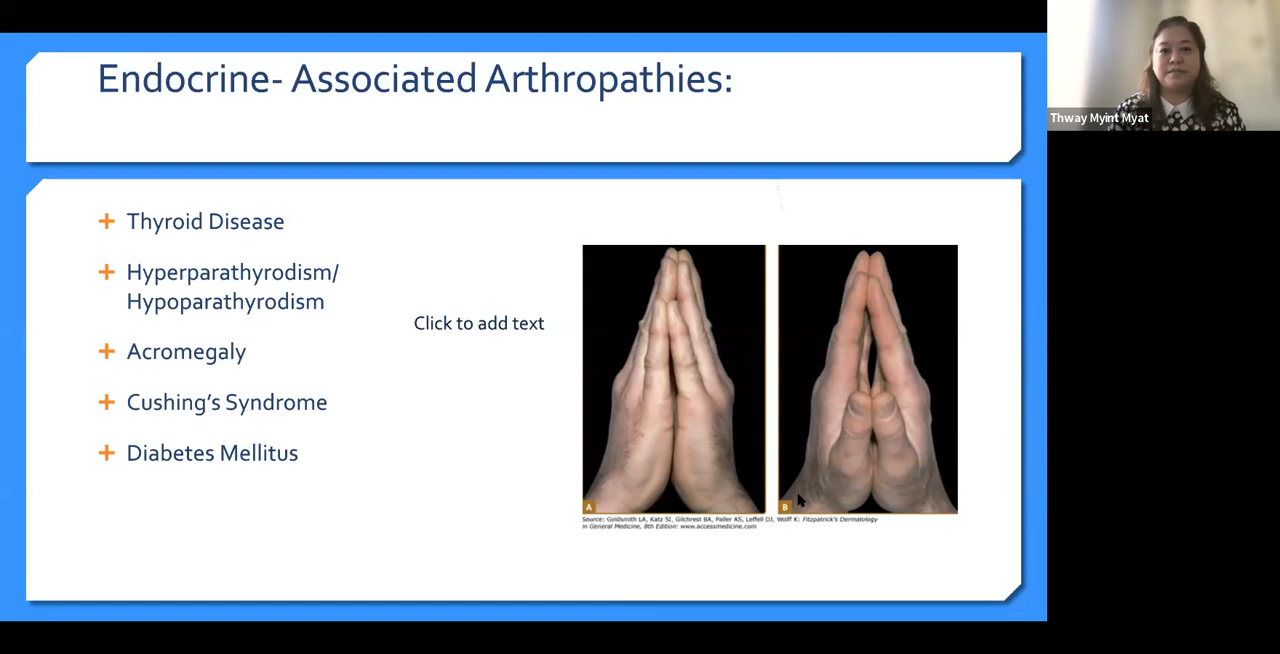 Endocrine- Associated Arthropathies:
Thway Myint Myat
Thyroid Disease
Hyperparathyrodism/
Hypoparathyrodism
Click to add text
Acromegaly
Cushing's Syndrome
Diabetes Mellitus
A
B
Source: Goldsmith LA, Katz SI, Gilchrest BA, Paller AS, Leffell DJ, Wolff K: Fitzpatrick's Dermatology
in General Medicine, 8th Edition: www.accessmedicine.com